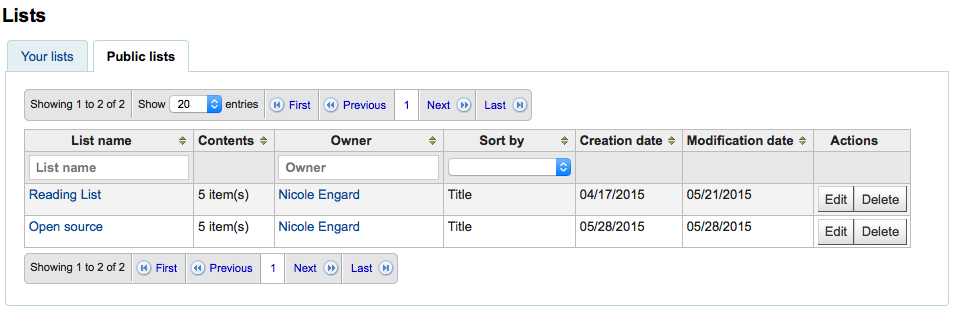 Lists
Your lists Public lists
Showing 1 to 2 of 2 Show 20 entries First Previous 1 Next Last
List name Contents Owner Sort by Creation date Modification date Actions
List name Owner
Reading List 5 item(s) Nicole Engard Title 04/17/2015 05/21/2015 Edit Delete
Open source 5 item(s) Nicole Engard Title 05/28/2015 05/28/2015 Edit Delete
Showing 1 to 2 of 2 First Previous 1 Next Last